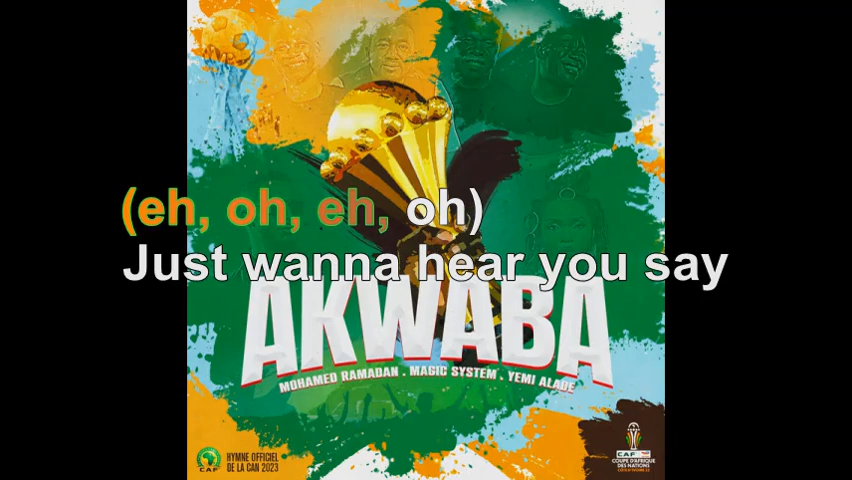 (eh, oh, eh, oh)
Just wanna hear you say
AKWABA
MOHAMED RAMADAN . MAGIC SYSTEM . YEMI ALADE
CAF
HYMNE OFFICIEL
DE LA CAN 2023
CAF
COUPE D'AFRIQUE
DES NATIONS